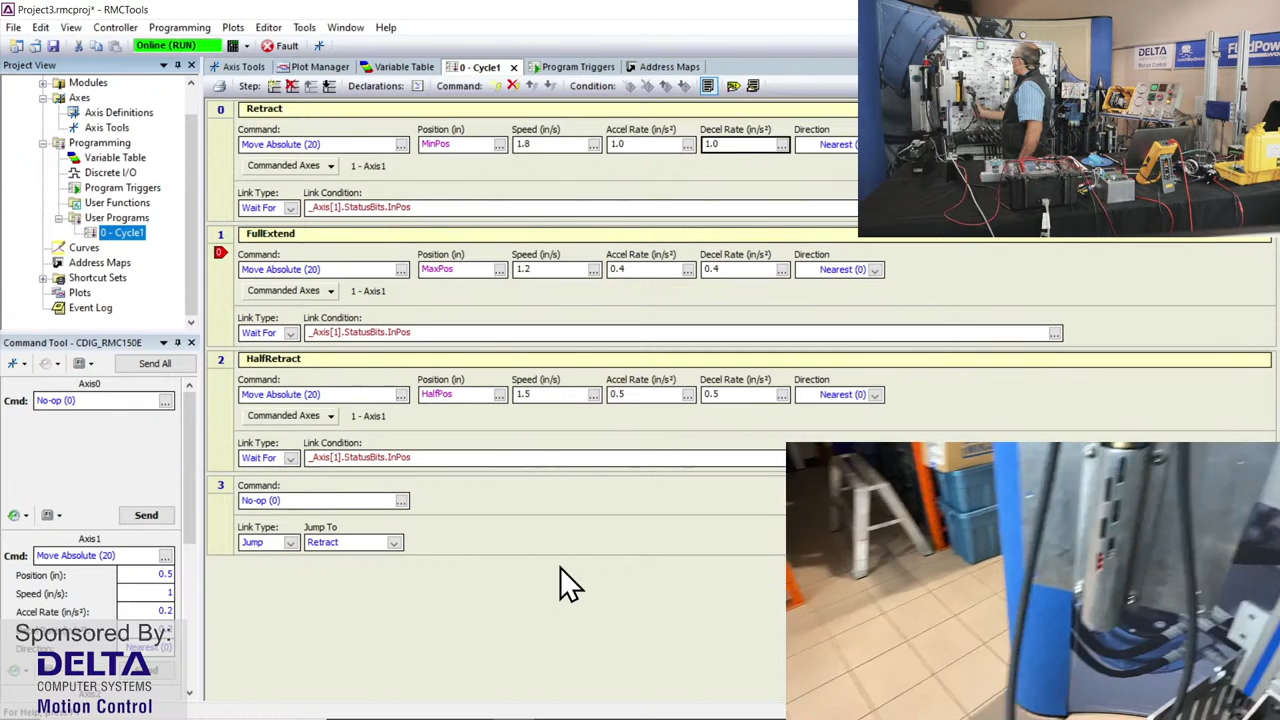 Project3.rmcproj* - RMCTools
File Edit View Controller Programming Plots Editor Tools Window Help
Online (RUN) Fault
Project View
Modules
Axes
Axis Definitions
Axis Tools
Programming
Variable Table
Discrete I/O
Program Triggers
User Functions
User Programs
0 - Cycle1
Curves
Address Maps
Shortcut Sets
Plots
Event Log
Command Tool - CDIG_RMC150E
Send All
Axis0
Cmd: No-op (0)
Send
Axis1
Cmd: Move Absolute (20)
Position (in): 0.5
Speed (in/s): 1
Accel Rate (in/s²): 0.2
Sponsored By:
DELTA
COMPUTER SYSTEMS
Motion Control
Axis Tools Plot Manager Variable Table 0 - Cycle1 Program Triggers Address Maps
Step: Declarations: Command: Condition:
0 Retract
Command: Position (in) Speed (in/s) Accel Rate (in/s²) Decel Rate (in/s²) Direction
Move Absolute (20) MinPos 1.8 1.0 1.0 Nearest (0)
Commanded Axes 1 - Axis1
Link Type: Link Condition:
Wait For _Axis[1].StatusBits.InPos
1 FullExtend
0 Command: Position (in) Speed (in/s) Accel Rate (in/s²) Decel Rate (in/s²) Direction
Move Absolute (20) MaxPos 1.2 0.4 0.4 Nearest (0)
Commanded Axes 1 - Axis1
Link Type: Link Condition:
Wait For _Axis[1].StatusBits.InPos
2 HalfRetract
Command: Position (in) Speed (in/s) Accel Rate (in/s²) Decel Rate (in/s²) Direction
Move Absolute (20) HalfPos 1.5 0.5 0.5 Nearest (0)
Commanded Axes 1 - Axis1
Link Type: Link Condition:
Wait For _Axis[1].StatusBits.InPos
3 Command:
No-op (0)
Link Type: Jump To
Jump Retract
DELTA
Motion Control